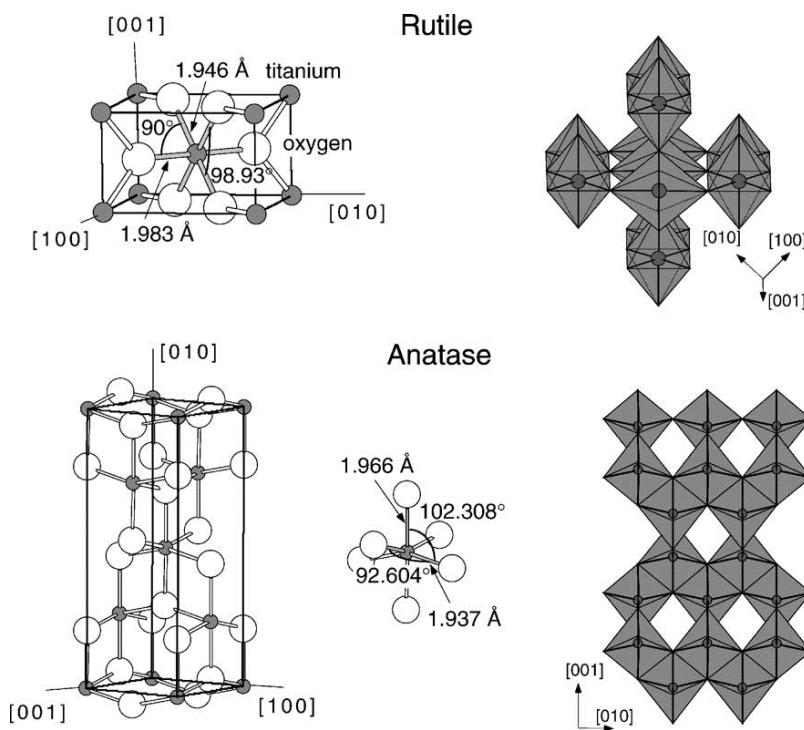 Rutile
[001]
1.946 Å
titanium
90°
oxygen
98.93°
[010]
[100]
1.983 Å
[010]
[100]
[001]
Anatase
[010]
1.966 Å
102.308°
92.604°
1.937 Å
[001]
[100]
[001]
[010]